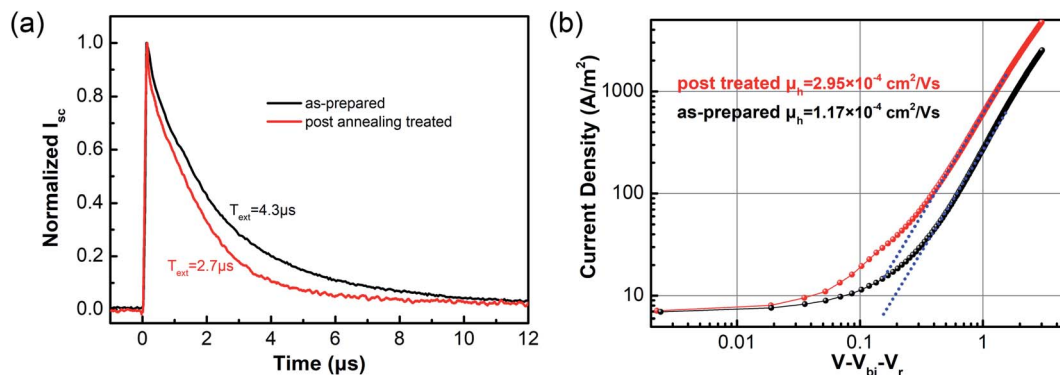 (a)
1.0
0.8
0.6
0.4
0.2
0.0
Normalized I_sc
as-prepared
post annealing treated
T_ext=4.3μs
T_ext=2.7μs
0 2 4 6 8 10 12
Time (μs)
(b)
1000
100
10
Current Density (A/m²)
post treated μ_h=2.95×10⁻⁴ cm²/Vs
as-prepared μ_h=1.17×10⁻⁴ cm²/Vs
0.01 0.1 1
V-V_bi-V_r